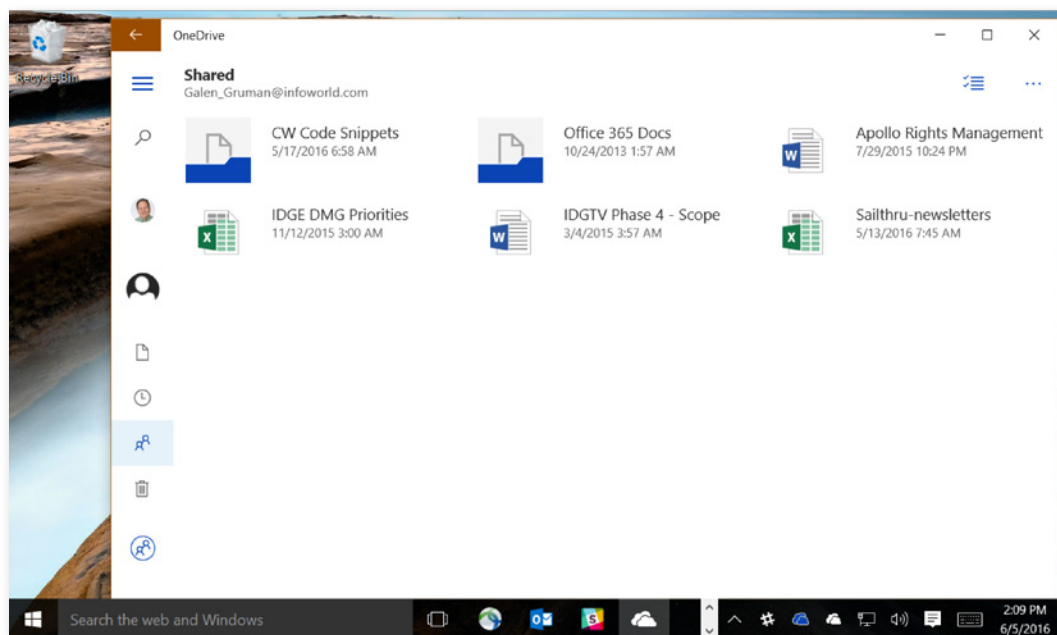 Recycle Bin
OneDrive
Shared
Galen_Gruman@infoworld.com
CW Code Snippets
5/17/2016 6:58 AM
Office 365 Docs
10/24/2013 1:57 AM
Apollo Rights Management
7/29/2015 10:24 PM
IDGE DMG Priorities
11/12/2015 3:00 AM
IDGTV Phase 4 - Scope
3/4/2015 3:57 AM
Sailthru-newsletters
5/13/2016 7:45 AM
Search the web and Windows
2:09 PM
6/5/2016